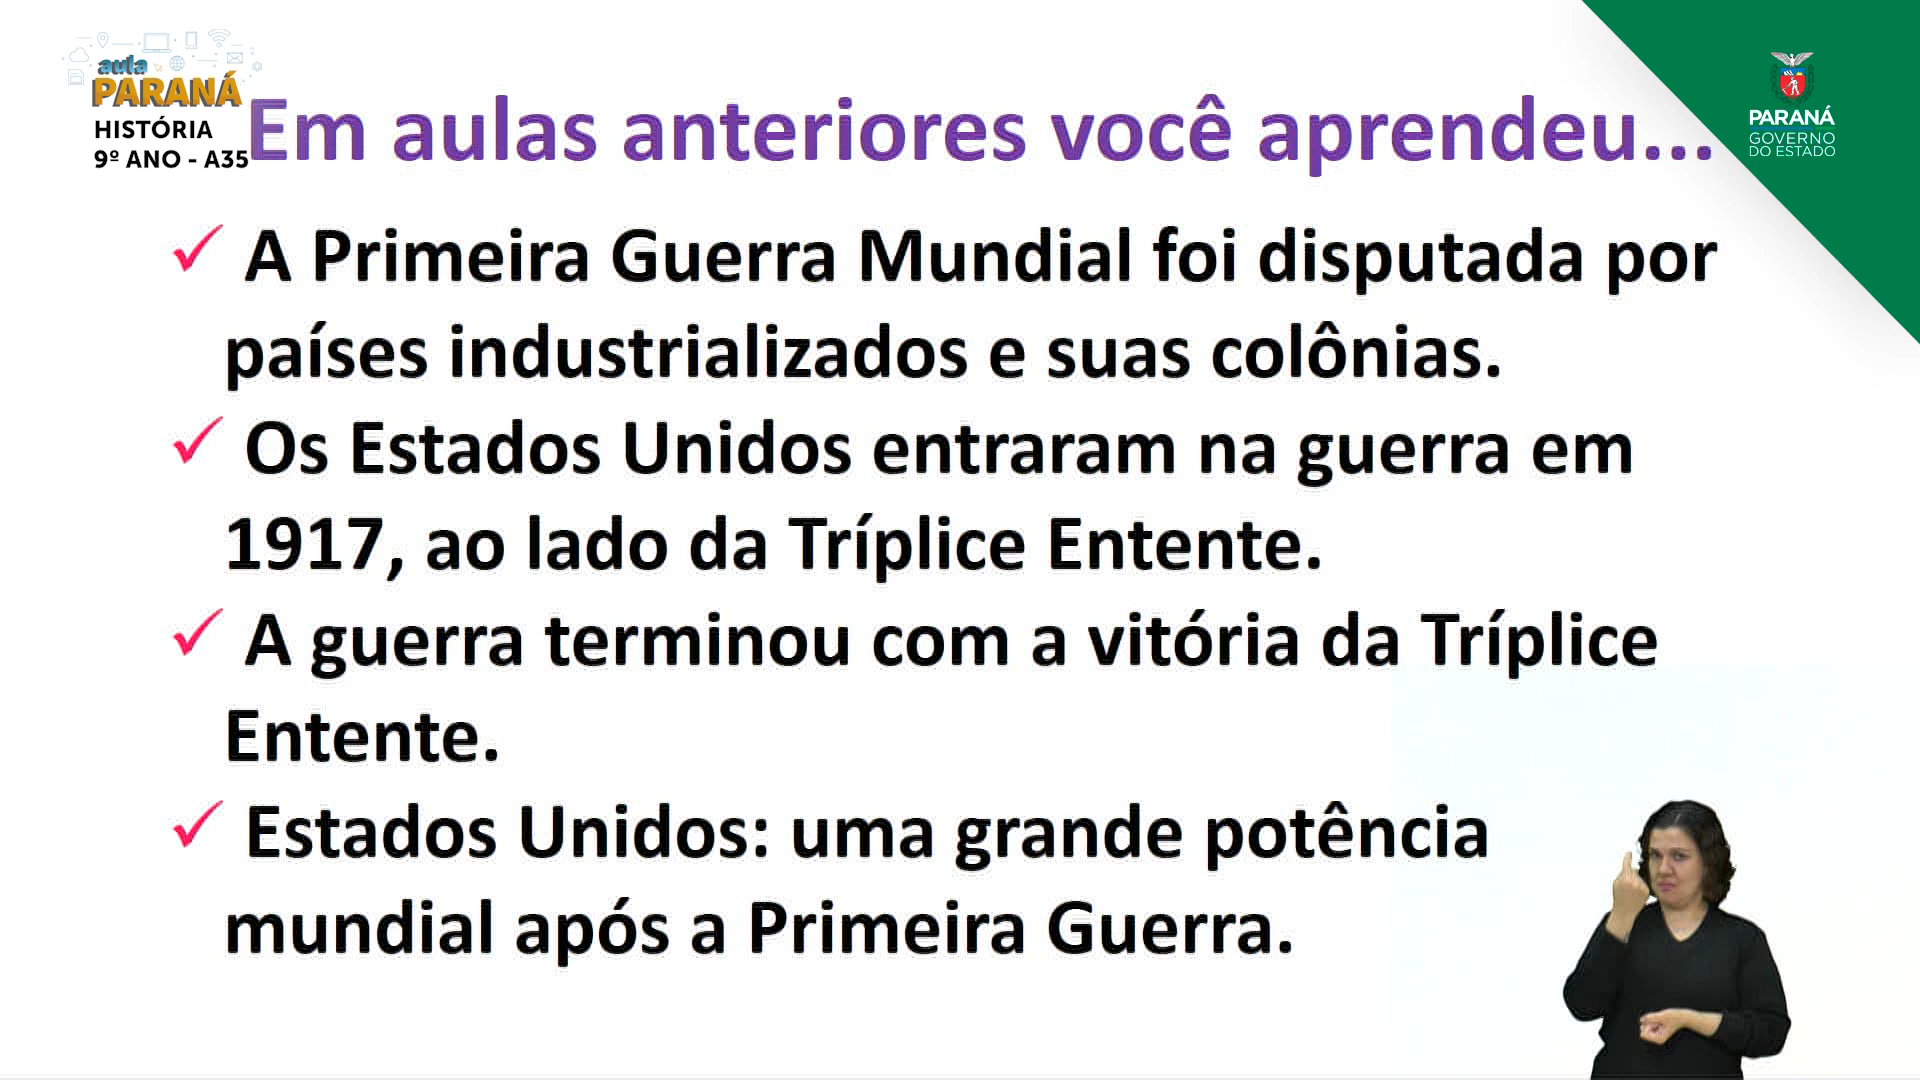 aula
PARANÁ
HISTÓRIA
9º ANO - A35
Em aulas anteriores você aprendeu...
PARANÁ
GOVERNO
DO ESTADO
✓ A Primeira Guerra Mundial foi disputada por
países industrializados e suas colônias.
✓ Os Estados Unidos entraram na guerra em
1917, ao lado da Tríplice Entente.
✓ A guerra terminou com a vitória da Tríplice
Entente.
✓ Estados Unidos: uma grande potência
mundial após a Primeira Guerra.